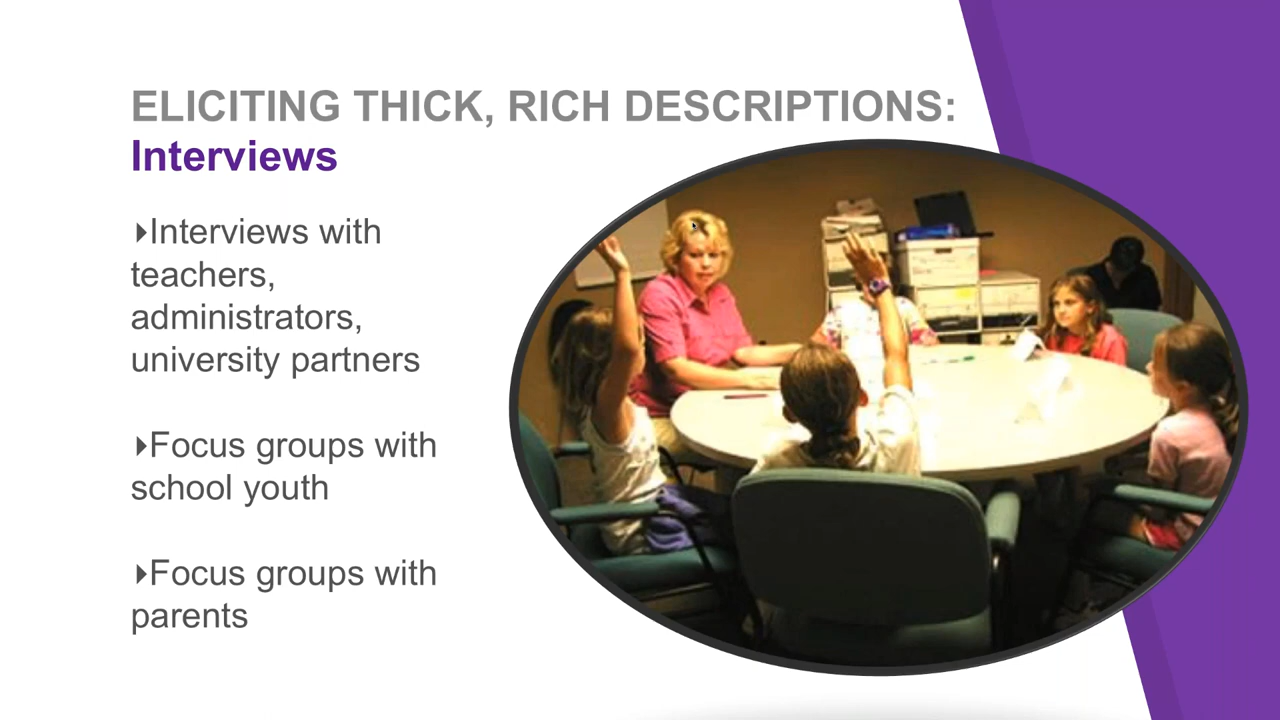 ELICITING THICK, RICH DESCRIPTIONS:
Interviews
Interviews with
teachers,
administrators,
university partners
Focus groups with
school youth
Focus groups with
parents